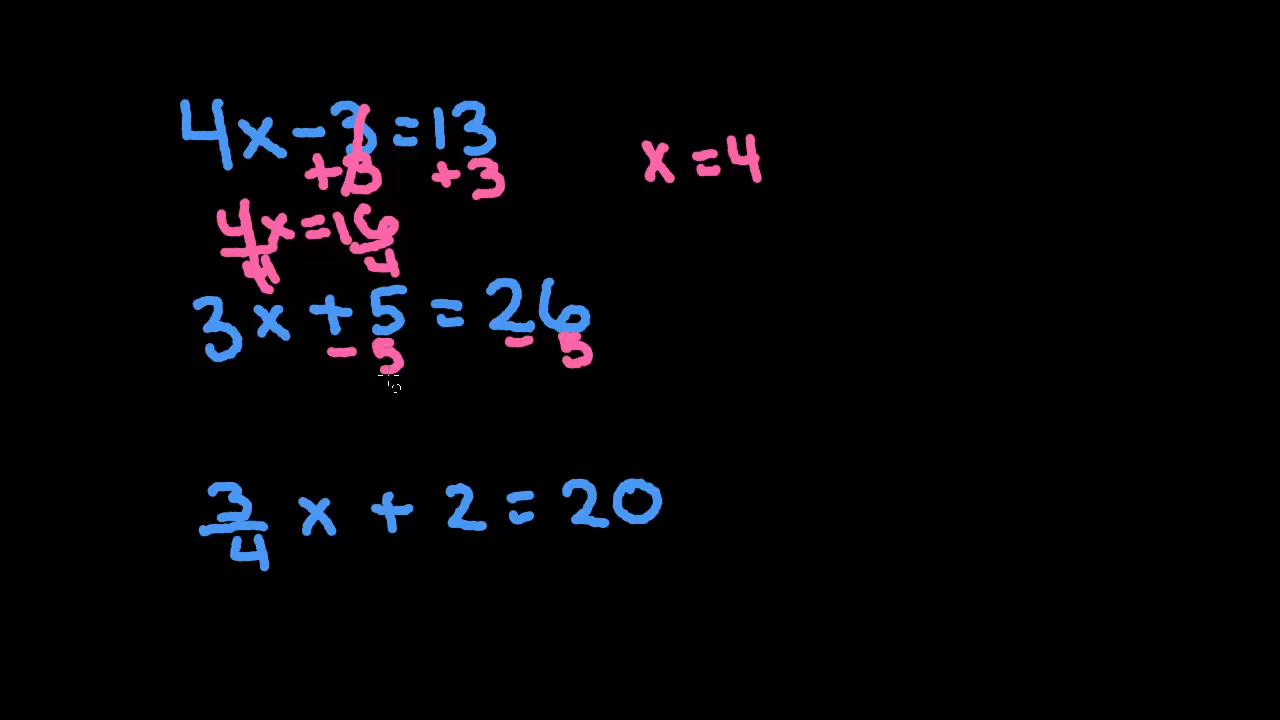 4x - 3 = 13
x = 4
+3 +3
4x = 16
4 4
3x + 5 = 26
- 5 - 5
3/4 x + 2 = 20